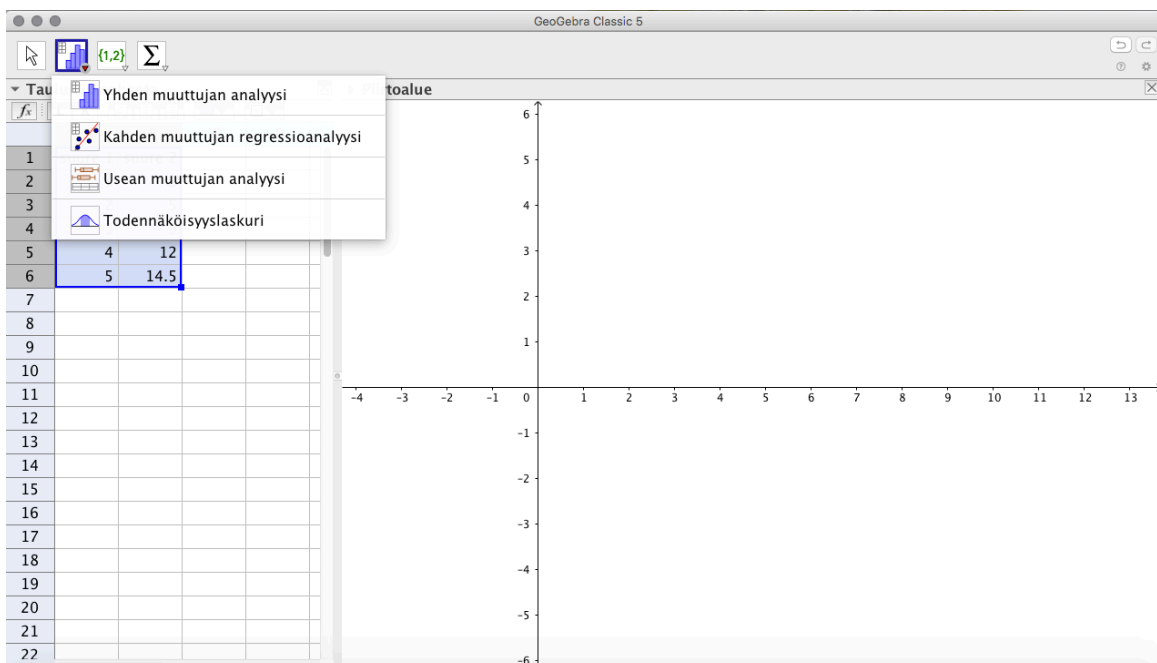 GeoGebra Classic 5
{1,2} Σ
Yhden muuttujan analyysi
Kahden muuttujan regressioanalyysi
Usean muuttujan analyysi
Todennäköisyyslaskuri
Piirtoalue
fx
1
2
3
4
5 4 12
6 5 14.5
7
8
9
10
11
12
13
14
15
16
17
18
19
20
21
22
6
5
4
3
2
1
-4 -3 -2 -1 0 1 2 3 4 5 6 7 8 9 10 11 12 13
-1
-2
-3
-4
-5
-6